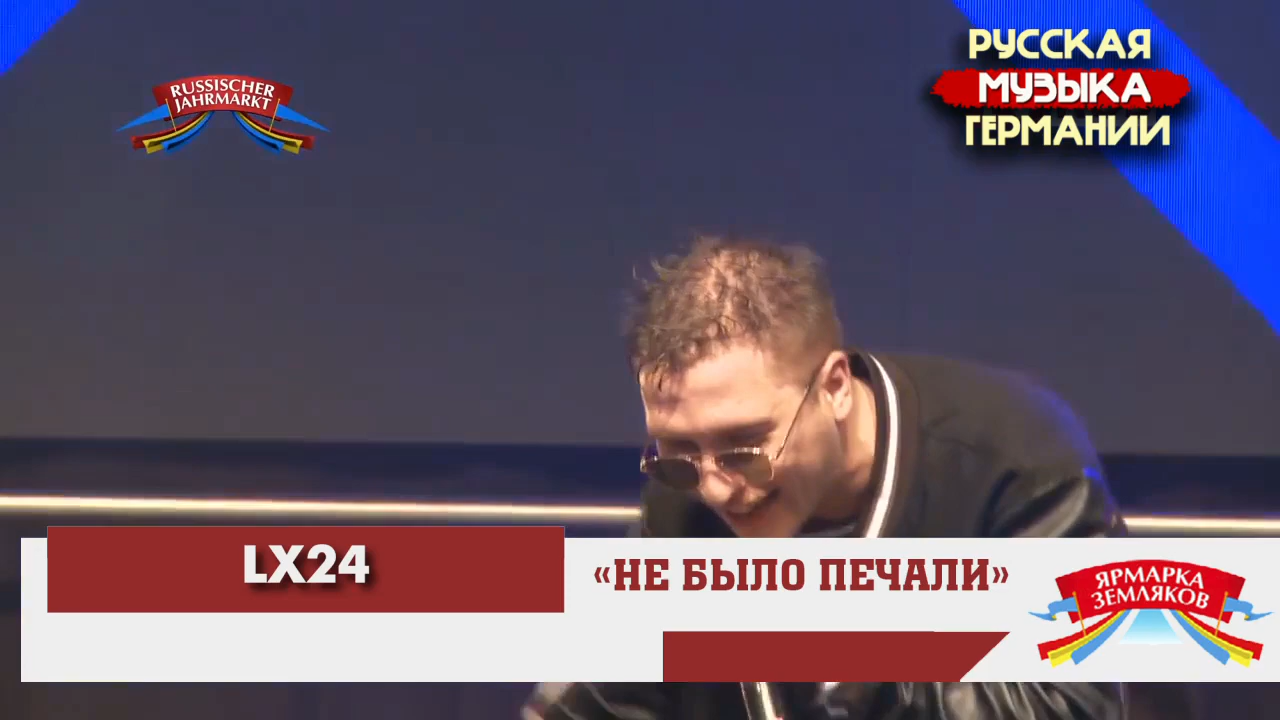 RUSSISCHER
JAHRMARKT
РУССКАЯ
МУЗЫКА
ГЕРМАНИИ
LX24
«НЕ БЫЛО ПЕЧАЛИ»
ЯРМАРКА
ЗЕМЛЯКОВ